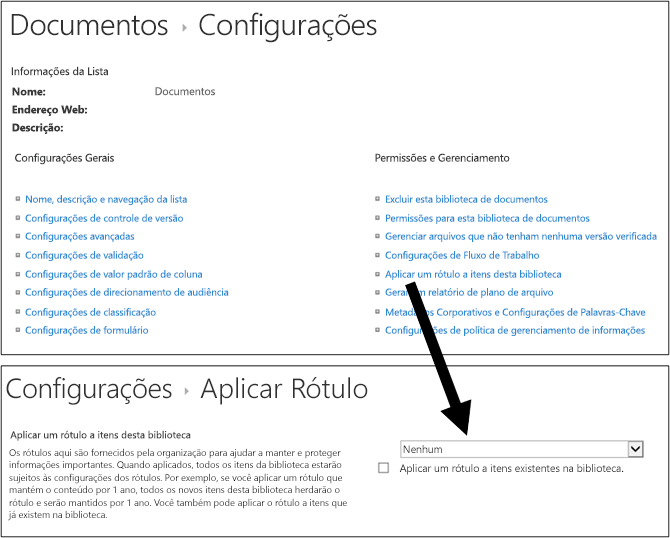 Documentos › Configurações
Informações da Lista
Nome: Documentos
Endereço Web:
Descrição:
Configurações Gerais
Nome, descrição e navegação da lista
Configurações de controle de versão
Configurações avançadas
Configurações de validação
Configurações de valor padrão de coluna
Configurações de direcionamento de audiência
Configurações de classificação
Configurações de formulário
Permissões e Gerenciamento
Excluir esta biblioteca de documentos
Permissões para esta biblioteca de documentos
Gerenciar arquivos que não tenham nenhuma versão verificada
Configurações de Fluxo de Trabalho
Aplicar um rótulo a itens desta biblioteca
relatório de plano de arquivo
Corporativos e Configurações de Palavras-Chave
Configurações de política de gerenciamento de informações
Configurações › Aplicar Rótulo
Aplicar um rótulo a itens desta biblioteca
Os rótulos aqui são fornecidos pela organização para ajudar a manter e proteger
informações importantes. Quando aplicados, todos os itens da biblioteca estarão
sujeitos às configurações dos rótulos. Por exemplo, se você aplicar um rótulo que
mantém o conteúdo por 1 ano, todos os novos itens desta biblioteca herdarão o
rótulo e serão mantidos por 1 ano. Você também pode aplicar o rótulo a itens que
já existem na biblioteca.
Nenhum
Aplicar um rótulo a itens existentes na biblioteca.